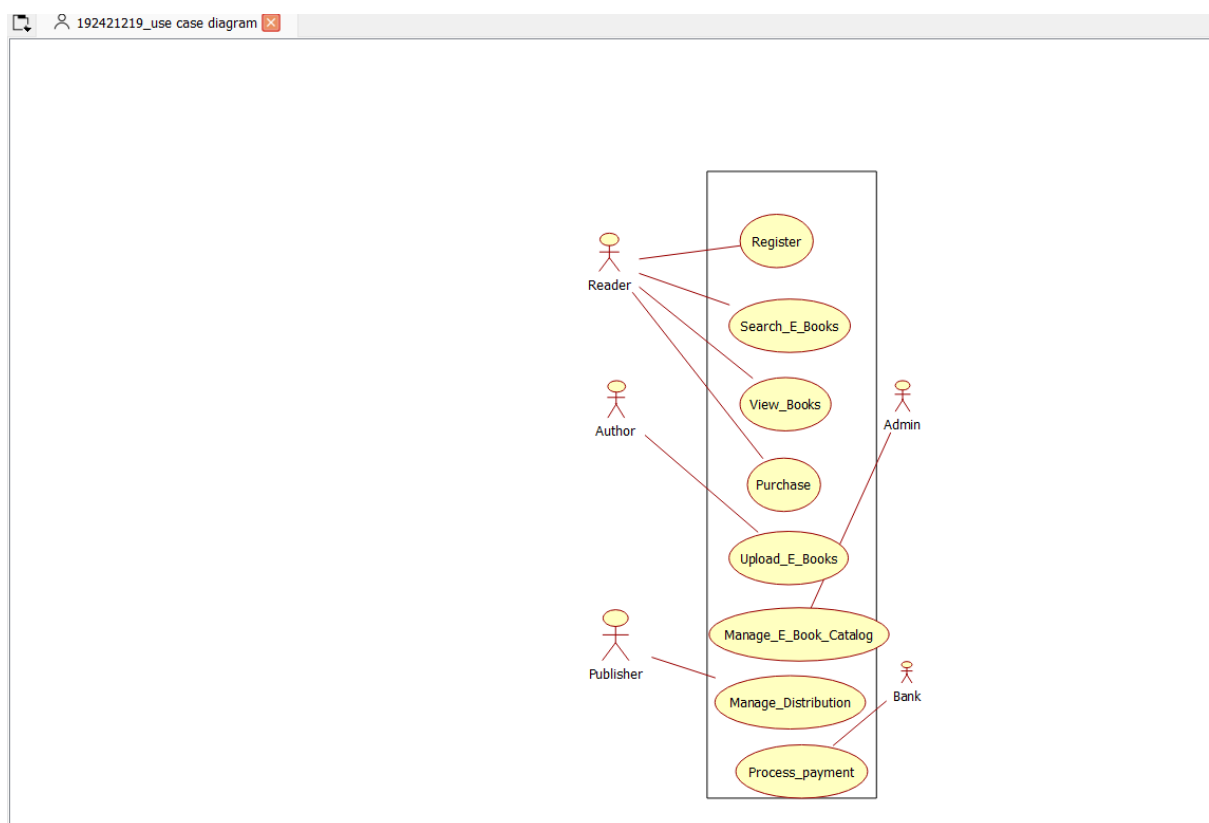 192421219_use case diagram
Register
Reader
Search_E_Books
View_Books
Author
Admin
Purchase
Upload_E_Books
Manage_E_Book_Catalog
Publisher
Manage_Distribution
Bank
Process_payment